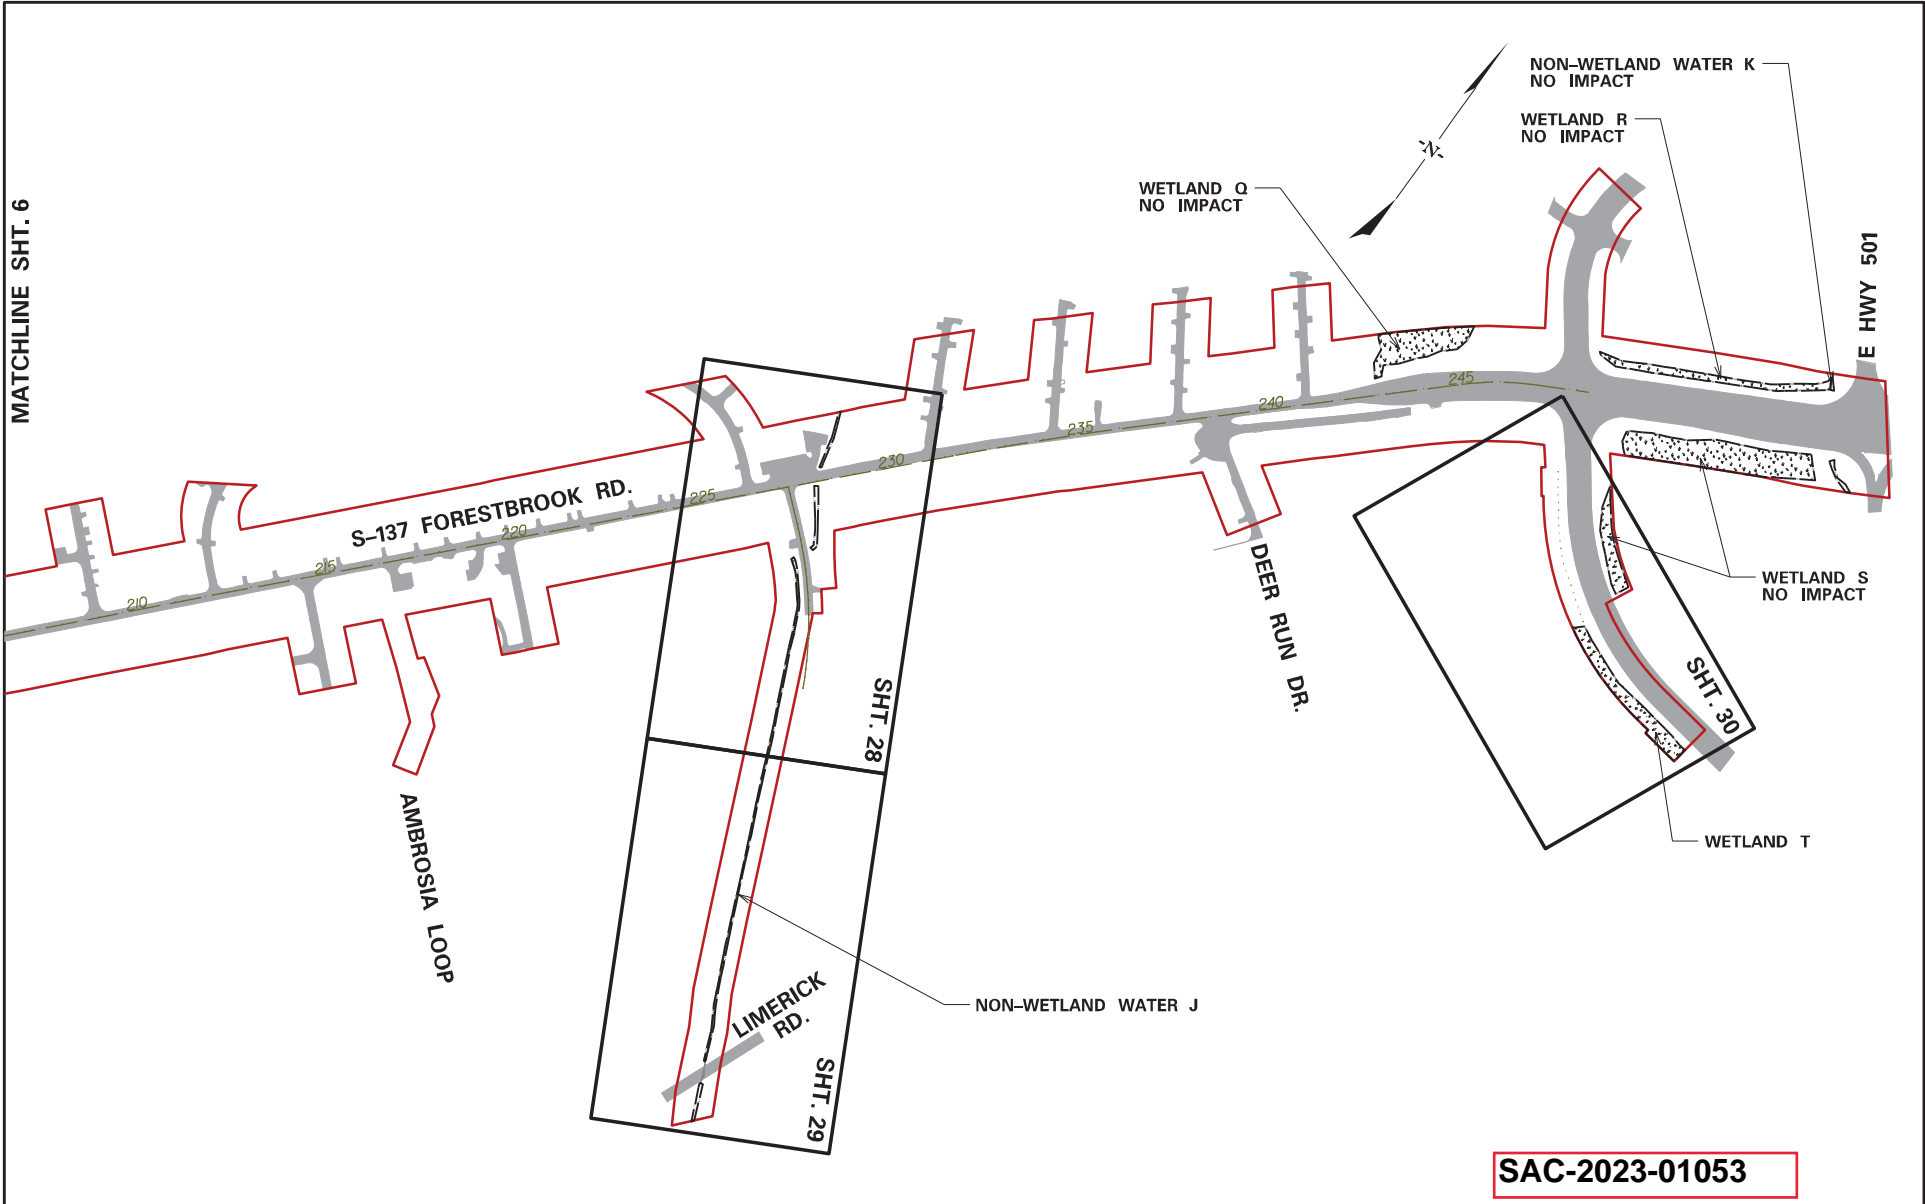 NON–WETLAND WATER K
NO IMPACT
WETLAND R
NO IMPACT
-N-
WETLAND Q
NO IMPACT
MATCHLINE SHT. 6
E HWY 501
S–137 FORESTBROOK RD.
210
215
220
225
230
235
240
245
DEER RUN DR.
WETLAND S
NO IMPACT
SHT. 30
SHT. 28
WETLAND T
AMBROSIA LOOP
NON–WETLAND WATER J
LIMERICK
RD.
SHT. 29
SAC-2023-01053